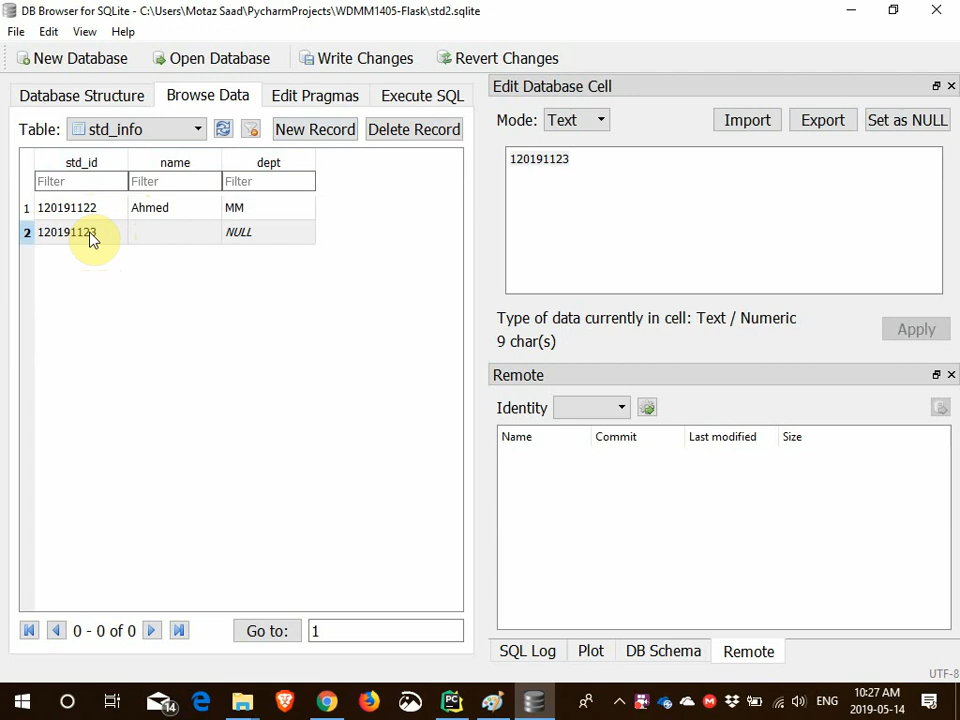 DB Browser for SQLite - C:\Users\Motaz Saad\PycharmProjects\WDMM1405-Flask\std2.sqlite
File Edit View Help
New Database Open Database Write Changes Revert Changes
Database Structure Browse Data Edit Pragmas Execute SQL
Table: std_info New Record Delete Record
std_id name dept
Filter Filter Filter
1 120191122 Ahmed MM
2 120191123 NULL
0 - 0 of 0 Go to: 1
Edit Database Cell
Mode: Text Import Export Set as NULL
120191123
Type of data currently in cell: Text / Numeric
9 char(s)
Apply
Remote
Identity
Name Commit Last modified Size
SQL Log Plot DB Schema Remote
UTF-8
14
PC
ENG
10:27 AM
2019-05-14